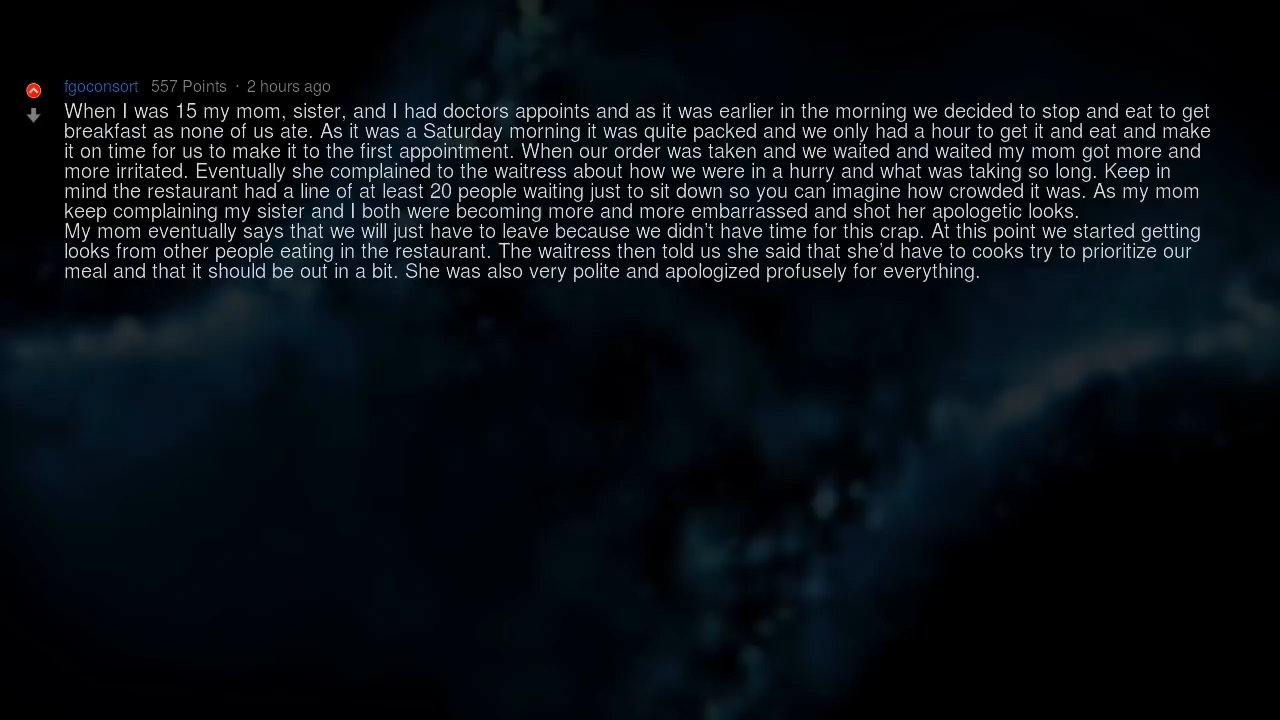 fgoconsort 557 Points · 2 hours ago
When I was 15 my mom, sister, and I had doctors appoints and as it was earlier in the morning we decided to stop and eat to get
breakfast as none of us ate. As it was a Saturday morning it was quite packed and we only had a hour to get it and eat and make
it on time for us to make it to the first appointment. When our order was taken and we waited and waited my mom got more and
more irritated. Eventually she complained to the waitress about how we were in a hurry and what was taking so long. Keep in
mind the restaurant had a line of at least 20 people waiting just to sit down so you can imagine how crowded it was. As my mom
keep complaining my sister and I both were becoming more and more embarrassed and shot her apologetic looks.
My mom eventually says that we will just have to leave because we didn't have time for this crap. At this point we started getting
looks from other people eating in the restaurant. The waitress then told us she said that she'd have to cooks try to prioritize our
meal and that it should be out in a bit. She was also very polite and apologized profusely for everything.